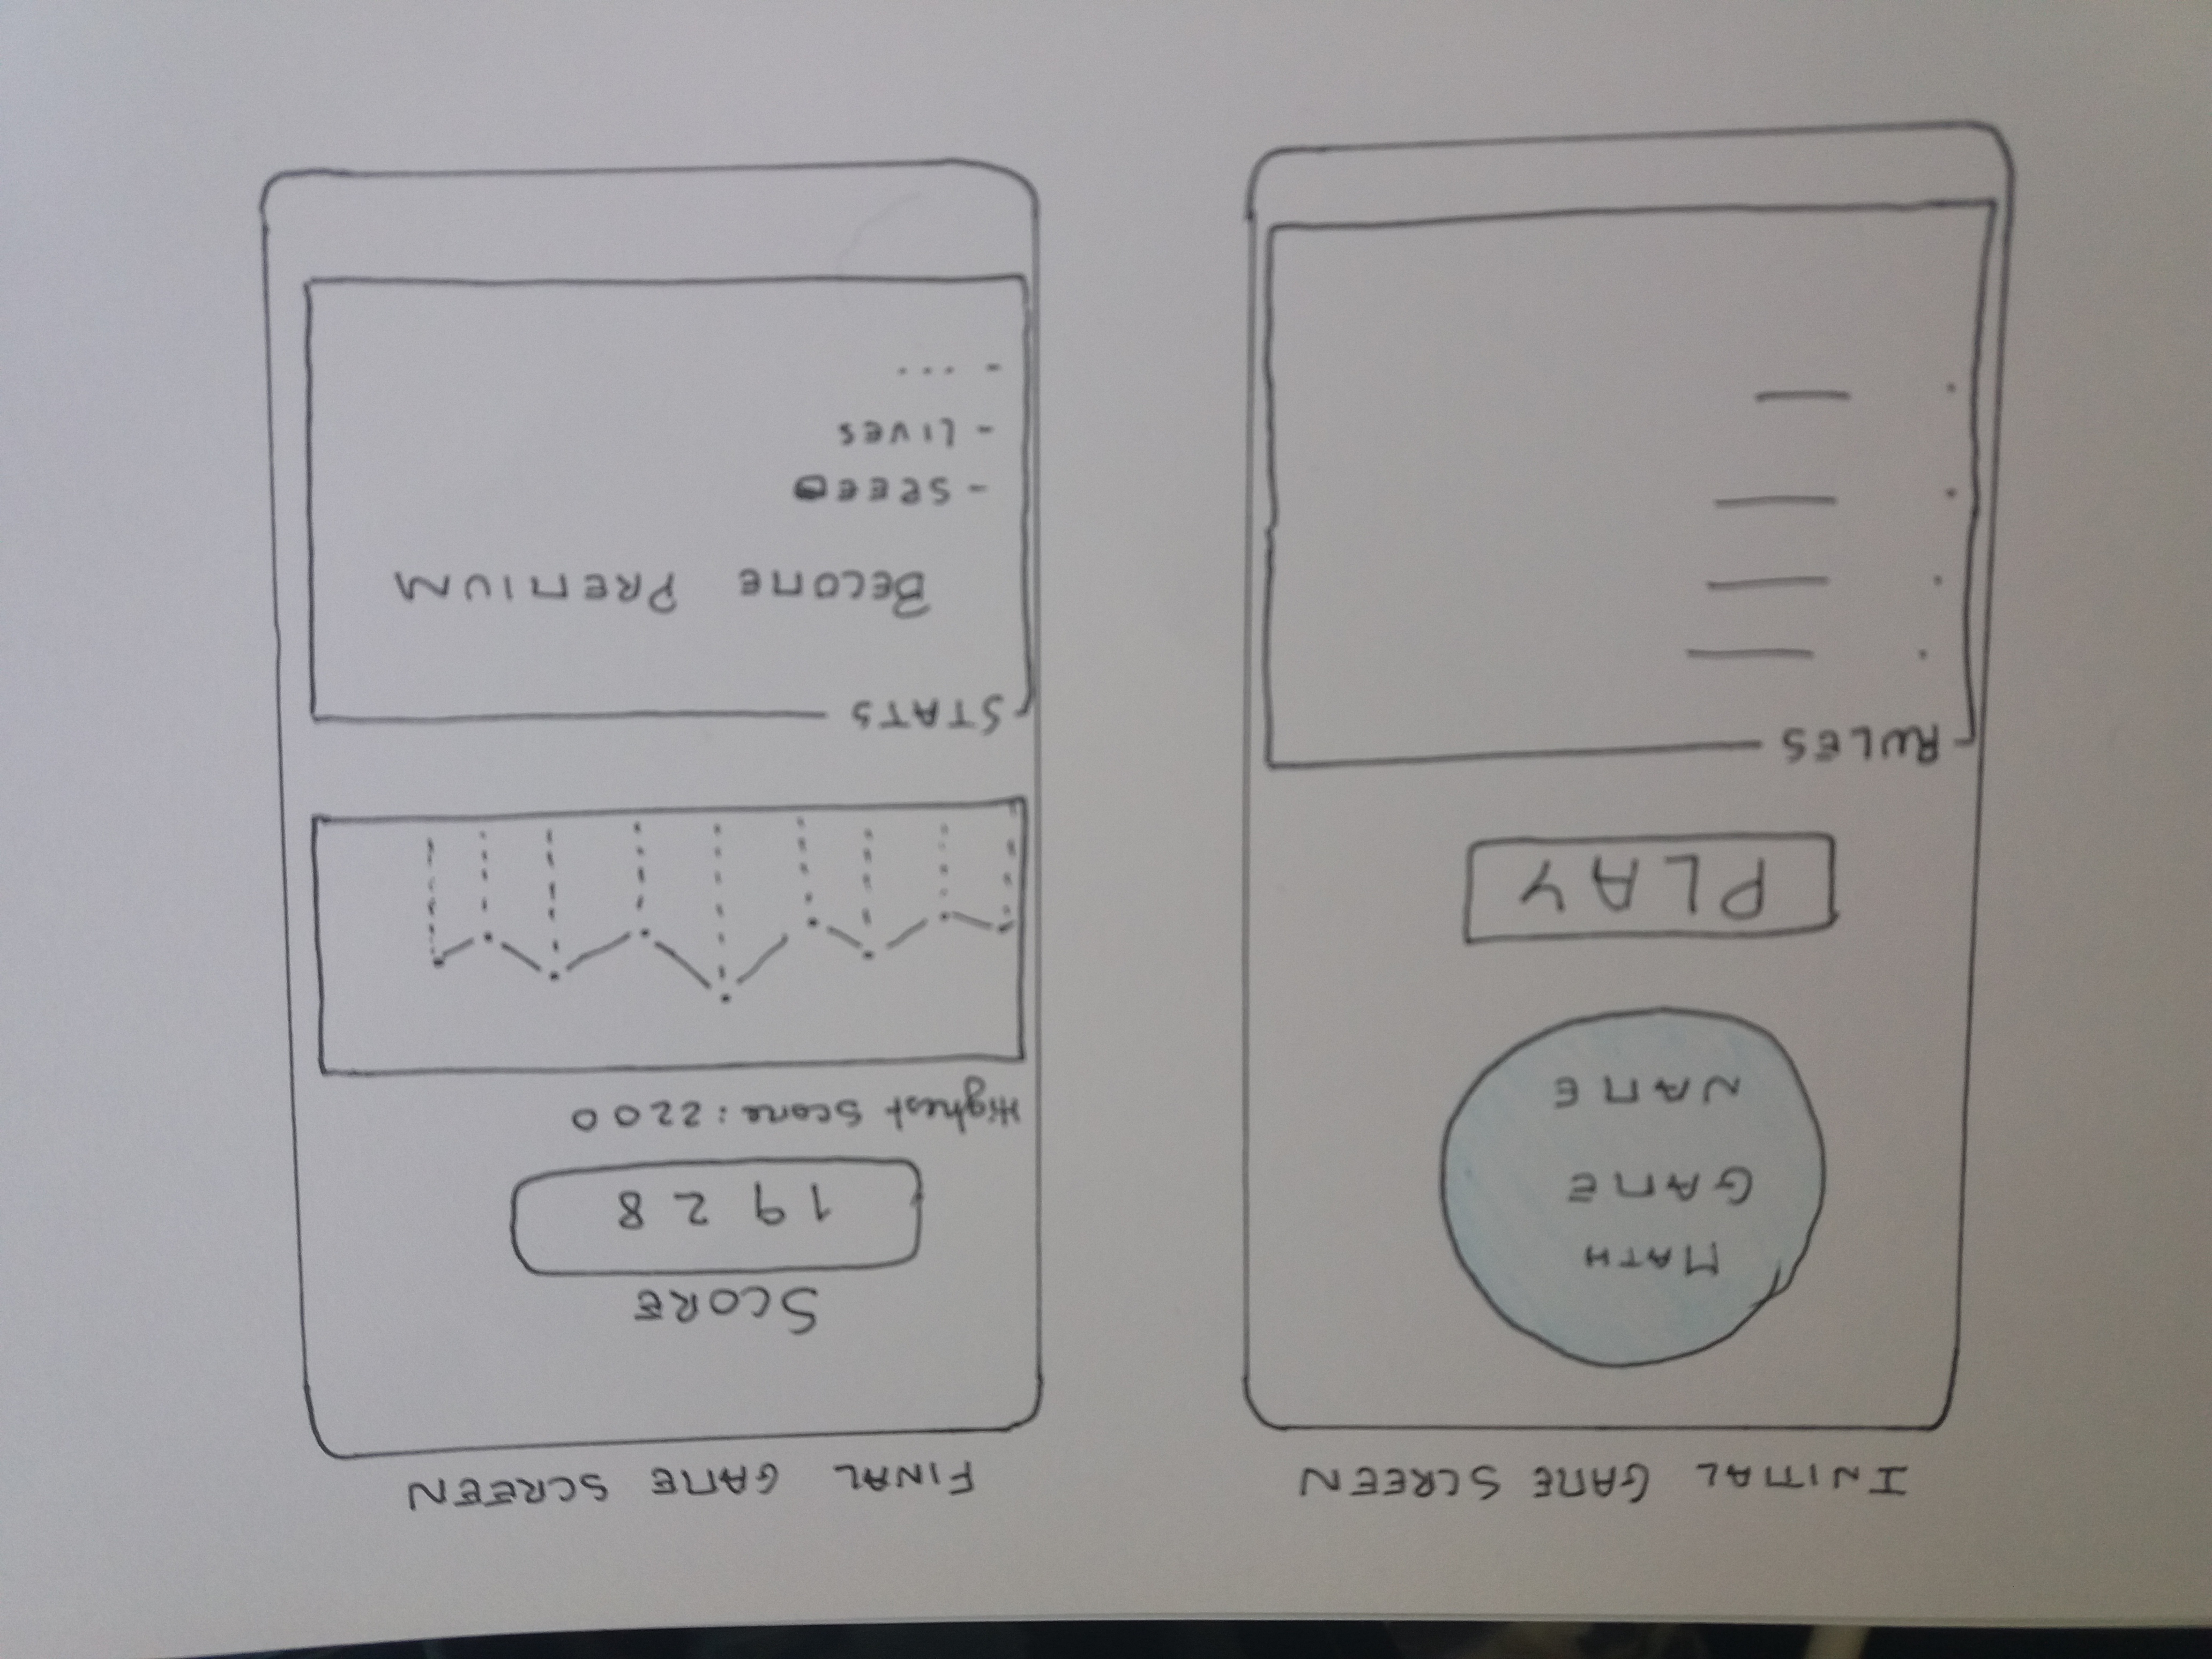 INITIAL GAME SCREEN
MATH
GAME
NAME
PLAY
RULES
FINAL GAME SCREEN
SCORE
1928
Highest Score: 2200
STATS
BECOME PREMIUM
- SPEED
- LIVES
- ...